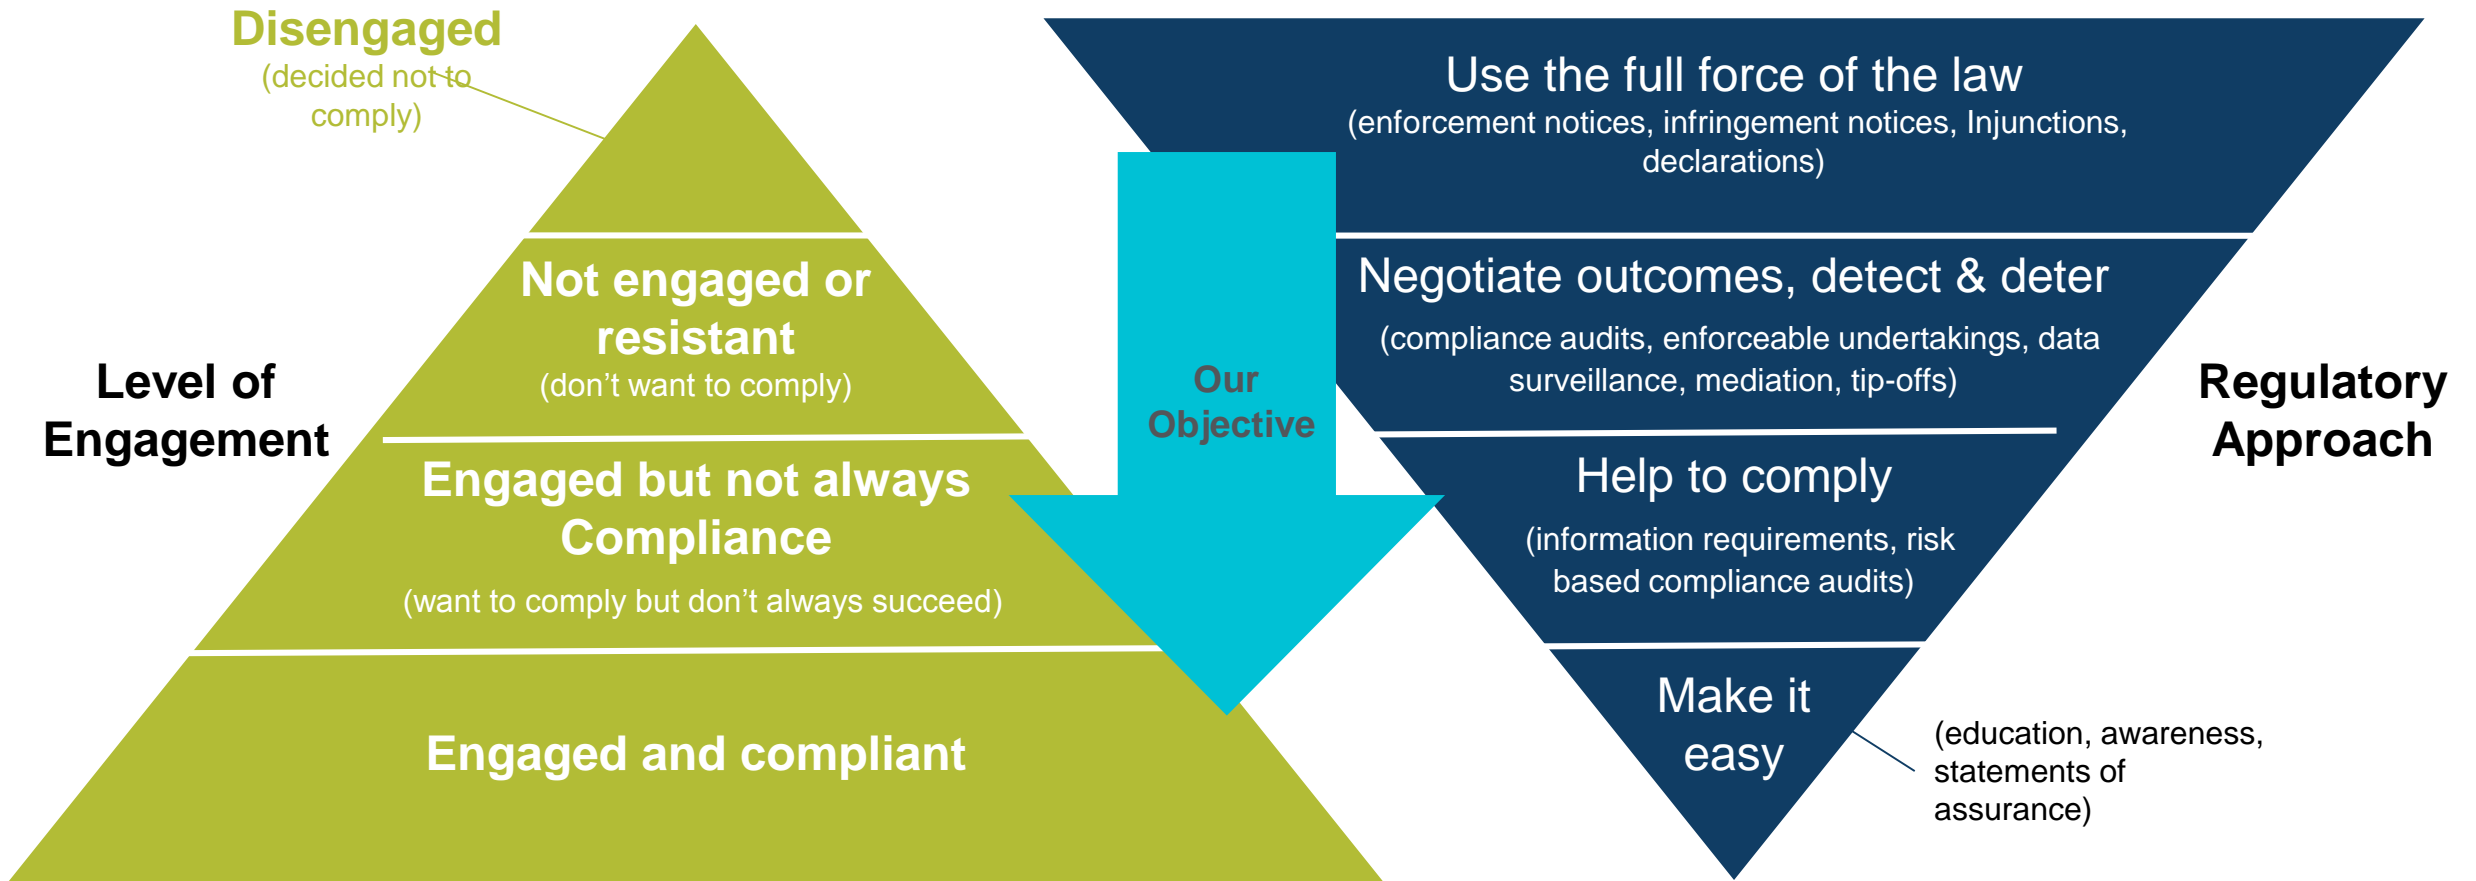 Disengaged
(decided not to
comply)
Not engaged or
resistant
(don’t want to comply)
Level of
Engagement
Engaged but not always
Compliance
(want to comply but don’t always succeed)
Engaged and compliant
Our
Objective
Use the full force of the law
(enforcement notices, infringement notices, Injunctions,
declarations)
Negotiate outcomes, detect & deter
(compliance audits, enforceable undertakings, data
surveillance, mediation, tip-offs)
Regulatory
Approach
Help to comply
(information requirements, risk
based compliance audits)
Make it
easy
(education, awareness,
statements of
assurance)